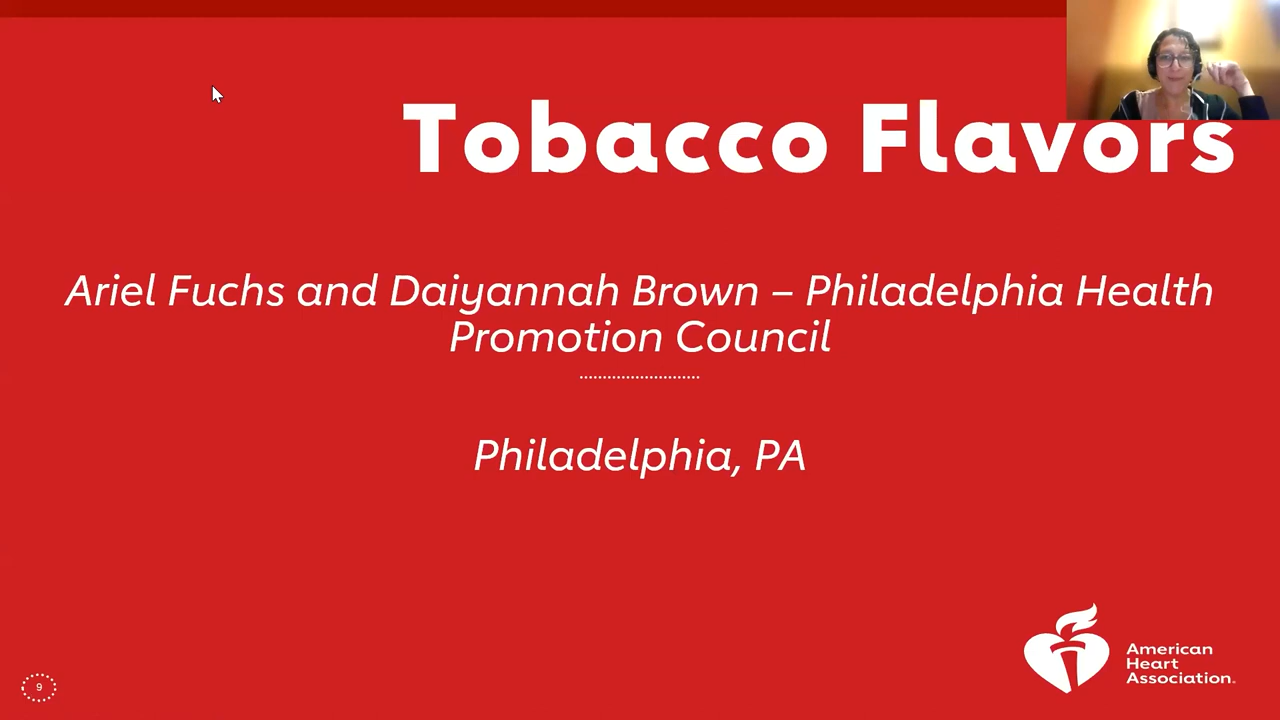 Tobacco Flavors
Ariel Fuchs and Daiyannah Brown – Philadelphia Health
Promotion Council
Philadelphia, PA
American
Heart
Association.
9